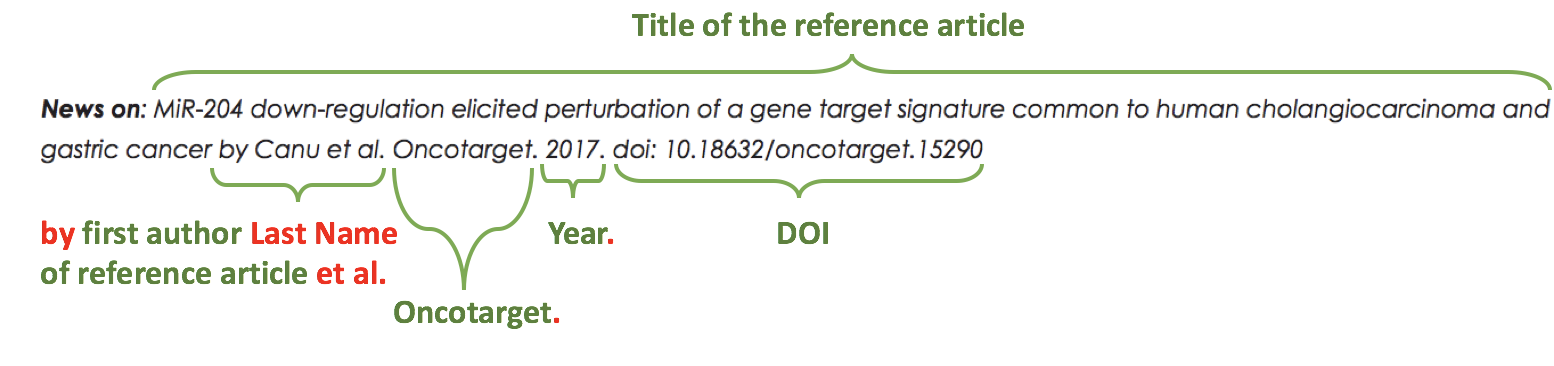 Title of the reference article
News on: MiR-204 down-regulation elicited perturbation of a gene target signature common to human cholangiocarcinoma and
gastric cancer by Canu et al. Oncotarget. 2017. doi: 10.18632/oncotarget.15290
by first author Last Name
of reference article et al.
Oncotarget.
Year.
DOI